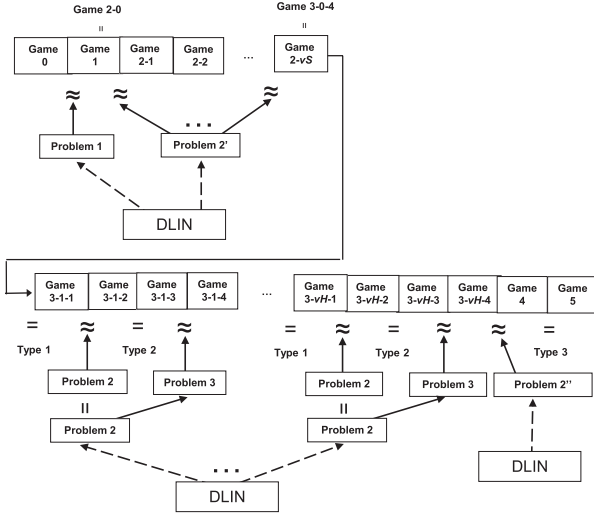 Game 2-0
Game 3-0-4
=
=
Game 0
Game 1
Game 2-1
Game 2-2
...
Game 2-vS
≈
≈
≈
...
Problem 1
Problem 2'
DLIN
Game 3-1-1
Game 3-1-2
Game 3-1-3
Game 3-1-4
...
Game 3-vH-1
Game 3-vH-2
Game 3-vH-3
Game 3-vH-4
Game 4
Game 5
= ≈ = ≈ = ≈ = ≈ ≈ =
Type 1
Type 2
Type 1
Type 2
Type 3
Problem 2
Problem 3
Problem 2
Problem 3
Problem 2''
=
=
Problem 2
Problem 2
...
DLIN
DLIN